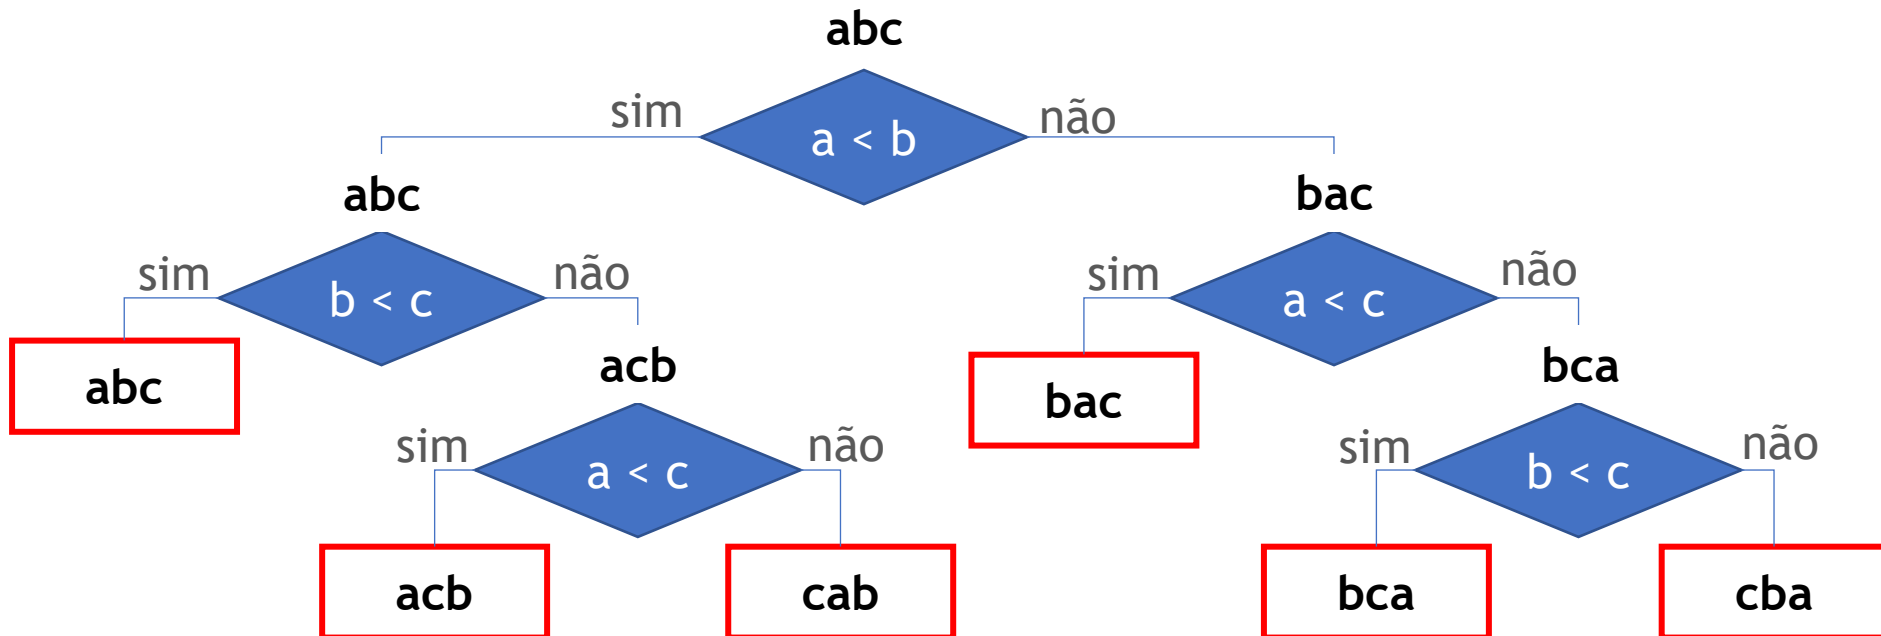 abc
sim
a < b
não
abc
bac
sim
b < c
não
sim
a < c
não
abc
acb
bac
bca
sim
a < c
não
sim
b < c
não
acb
cab
bca
cba